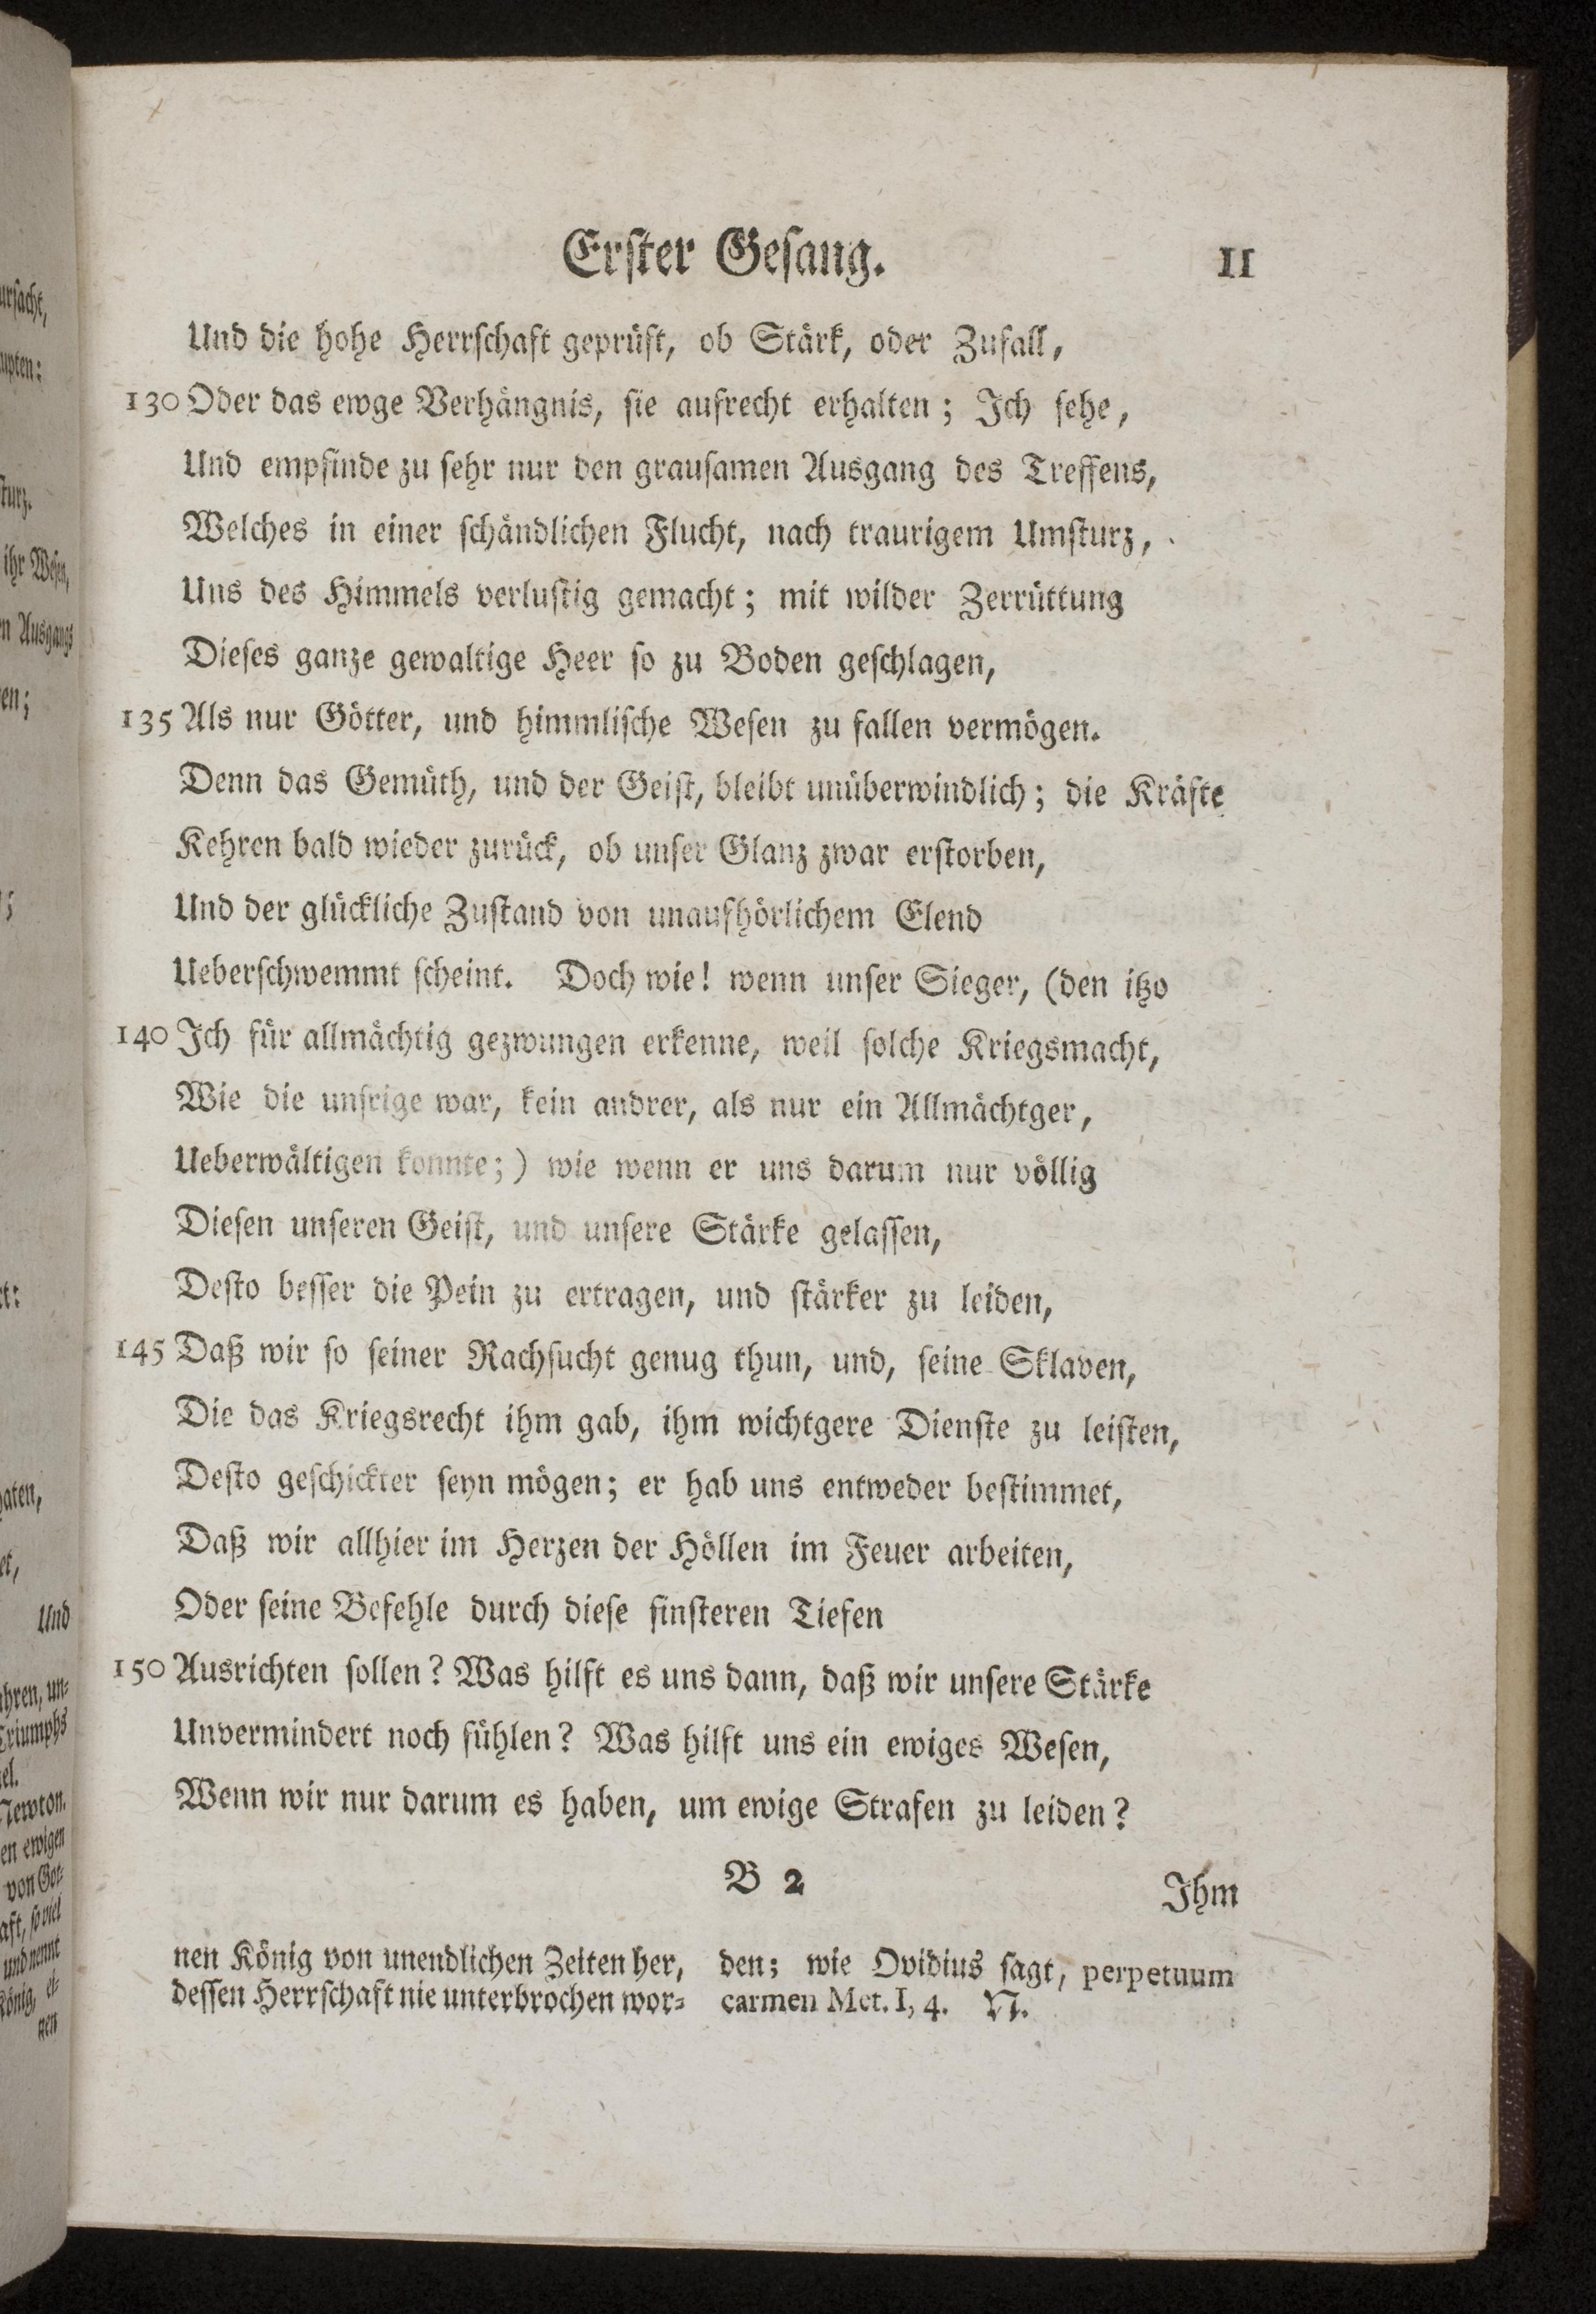 Erster Gesang. 11
Und die hohe Herrschaft geprüft, ob Stärk, oder Zufall,
130 Oder das ewge Verhängnis, sie aufrecht erhalten; Ich sehe,
Und empfinde zu sehr nur den grausamen Ausgang des Treffens,
Welches in einer schändlichen Flucht, nach traurigem Umsturz,
Uns des Himmels verlustig gemacht; mit wilder Zerrüttung
Dieses ganze gewaltige Heer so zu Boden geschlagen,
135 Als nur Götter, und himmlische Wesen zu fallen vermögen.
Denn das Gemüth, und der Geist, bleibt unüberwindlich; die Kräfte
Kehren bald wieder zurück, ob unser Glanz zwar erstorben,
Und der glückliche Zustand von unaufhörlichem Elend
Ueberschwemmt scheint. Doch wie! wenn unser Sieger, (den itzo
140 Ich für allmächtig gezwungen erkenne, weil solche Kriegsmacht,
Wie die unsrige war, kein andrer, als nur ein Allmächtger,
Ueberwältigen konnte;) wie wenn er uns darum nur völlig
Diesen unseren Geist, und unsere Stärke gelassen,
Desto besser die Pein zu ertragen, und stärker zu leiden,
145 Daß wir so seiner Rachsucht genug thun, und, seine Sklaven,
Die das Kriegsrecht ihm gab, ihm wichtgere Dienste zu leisten,
Desto geschickter seyn mögen; er hab uns entweder bestimmet,
Daß wir allhier im Herzen der Höllen im Feuer arbeiten,
Oder seine Befehle durch diese finsteren Tiefen
150 Ausrichten sollen? Was hilft es uns dann, daß wir unsere Stärke
Unvermindert noch fühlen? Was hilft uns ein ewiges Wesen,
Wenn wir nur darum es haben, um ewige Strafen zu leiden?
B 2 Ihm
nen König von unendlichen Zeiten her,
dessen Herrschaft nie unterbrochen wor-
den; wie Ovidius sagt, perpetuum
carmen Met. I, 4. N.